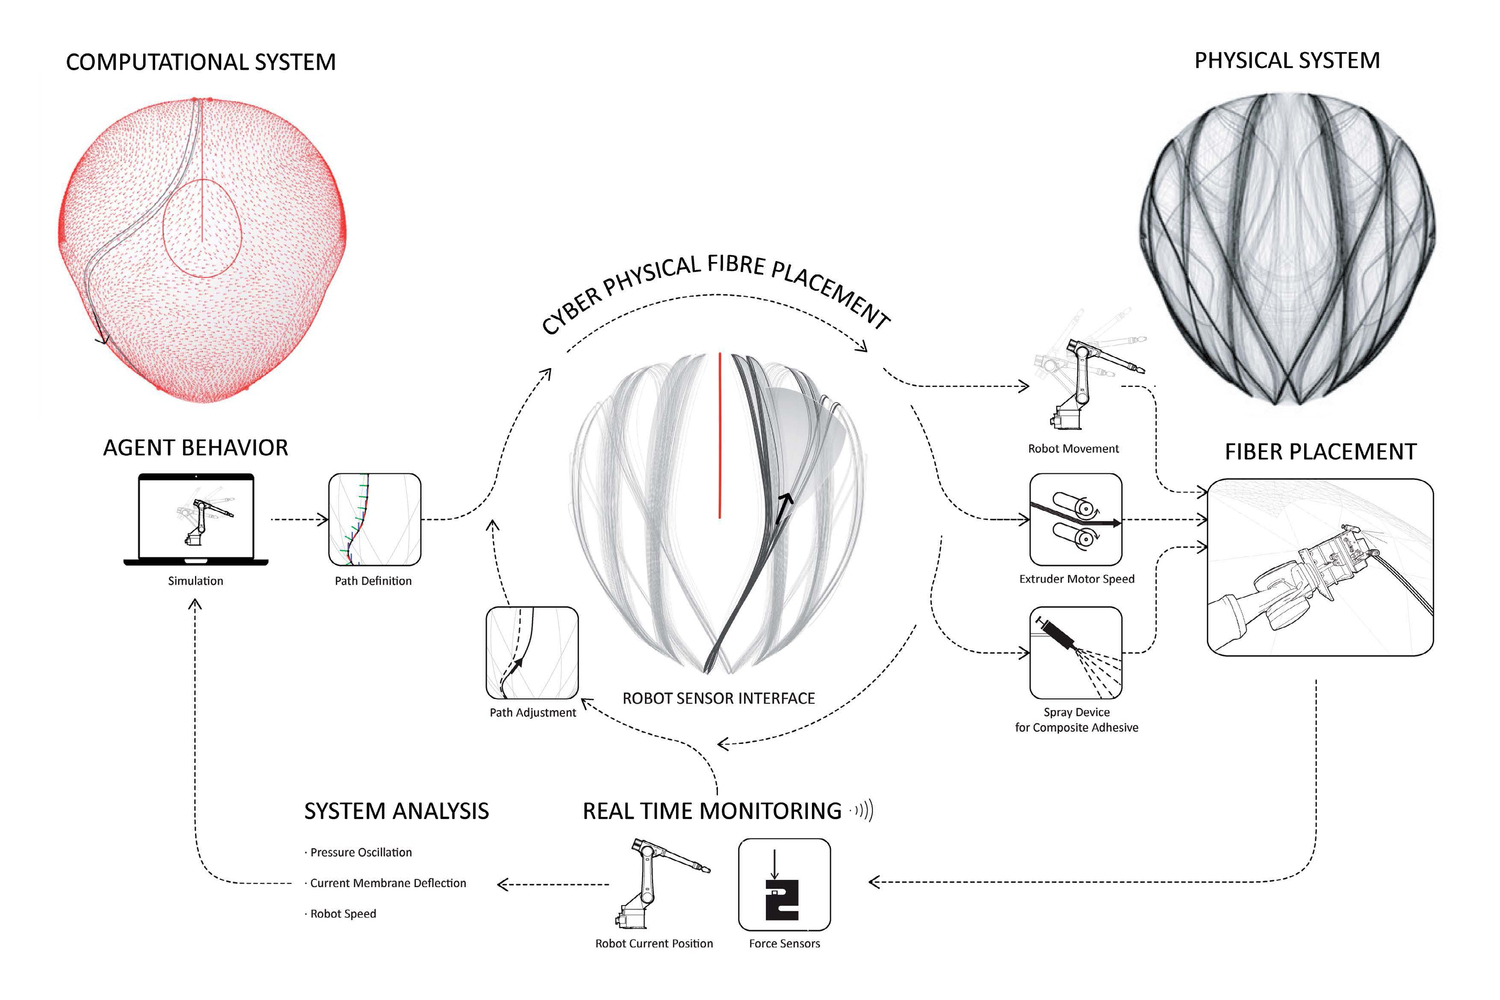 COMPUTATIONAL SYSTEM
PHYSICAL SYSTEM
CYBER PHYSICAL FIBRE PLACEMENT
AGENT BEHAVIOR
Robot Movement
FIBER PLACEMENT
Simulation
Path Definition
Extruder Motor Speed
ROBOT SENSOR INTERFACE
Path Adjustment
Spray Device
for Composite Adhesive
SYSTEM ANALYSIS
REAL TIME MONITORING
· Pressure Oscillation
· Current Membrane Deflection
· Robot Speed
Robot Current Position
Force Sensors